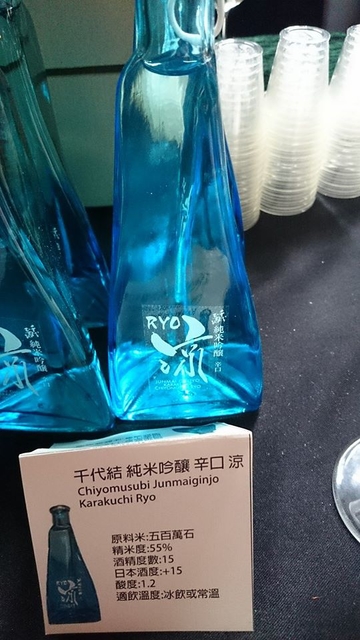 RYO
涼
純米吟醸 辛口
千代結 純米吟釀 辛口 涼
Chiyomusubi Junmaiginjo
Karakuchi Ryo
原料米:五百萬石
精米度:55%
酒精度數:15
日本酒度:+15
酸度:1.2
適飲溫度:冰飲或常溫